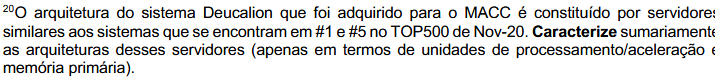 20O arquitetura do sistema Deucalion que foi adquirido para o MACC é constituído por servidores
similares aos sistemas que se encontram em #1 e #5 no TOP500 de Nov-20. Caracterize sumariamente
as arquiteturas desses servidores (apenas em termos de unidades de processamento/aceleração e
memória primária).